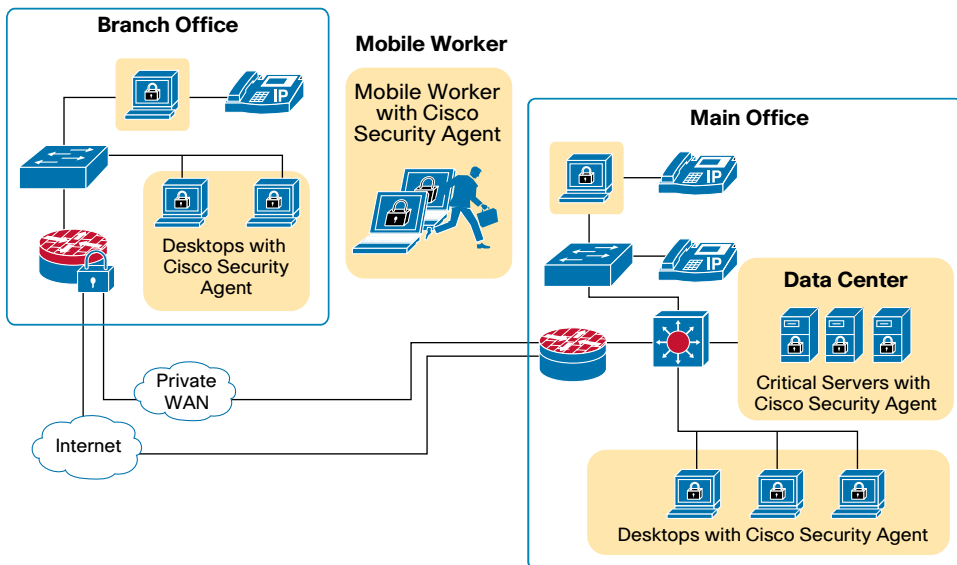 Branch Office
IP
Desktops with
Cisco Security
Agent
Mobile Worker
Mobile Worker
with Cisco
Security Agent
Main Office
IP
IP
Data Center
Critical Servers with
Cisco Security Agent
Private
WAN
Internet
Desktops with Cisco Security Agent